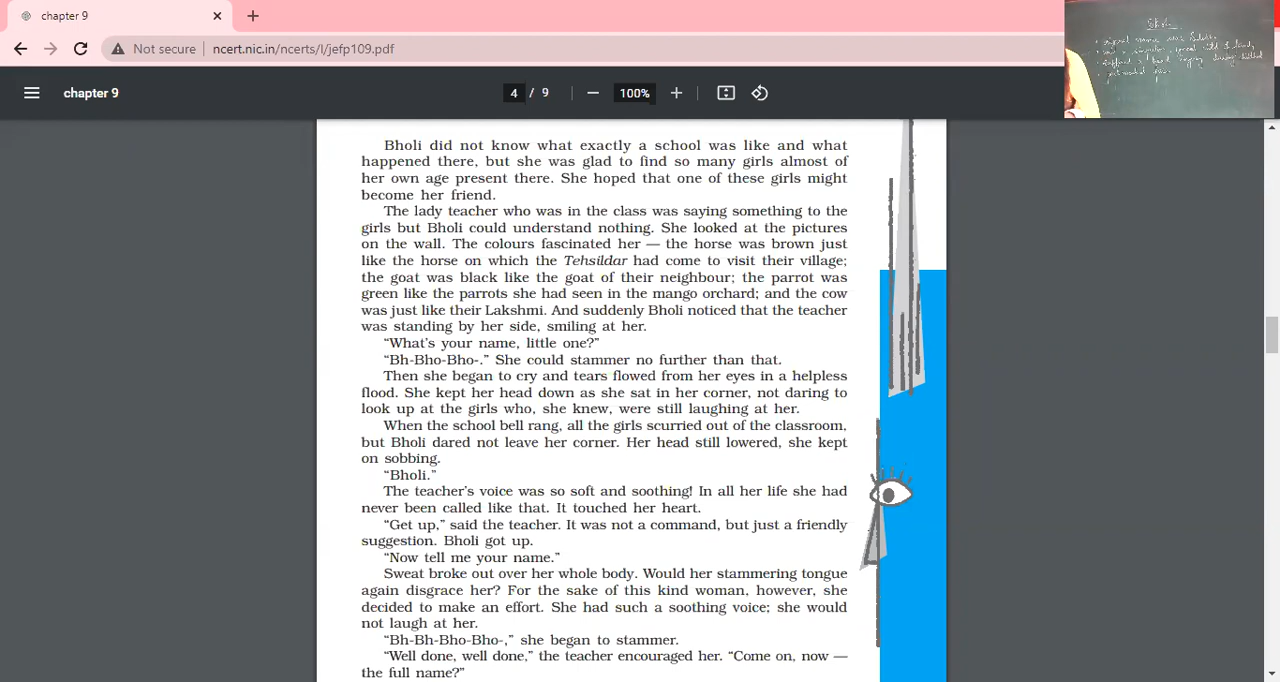 chapter 9
Not secure
ncert.nic.in/ncerts/l/jefp109.pdf
chapter 9
4 / 9
100%
original name was
during
Bholi did not know what exactly a school was like and what
happened there, but she was glad to find so many girls almost of
her own age present there. She hoped that one of these girls might
become her friend.
The lady teacher who was in the class was saying something to the
girls but Bholi could understand nothing. She looked at the pictures
on the wall. The colours fascinated her — the horse was brown just
like the horse on which the Tehsildar had come to visit their village;
the goat was black like the goat of their neighbour; the parrot was
green like the parrots she had seen in the mango orchard; and the cow
was just like their Lakshmi. And suddenly Bholi noticed that the teacher
was standing by her side, smiling at her.
“What’s your name, little one?”
“Bh-Bho-Bho-.” She could stammer no further than that.
Then she began to cry and tears flowed from her eyes in a helpless
flood. She kept her head down as she sat in her corner, not daring to
look up at the girls who, she knew, were still laughing at her.
When the school bell rang, all the girls scurried out of the classroom,
but Bholi dared not leave her corner. Her head still lowered, she kept
on sobbing.
“Bholi.”
The teacher’s voice was so soft and soothing! In all her life she had
never been called like that. It touched her heart.
“Get up,” said the teacher. It was not a command, but just a friendly
suggestion. Bholi got up.
“Now tell me your name.”
Sweat broke out over her whole body. Would her stammering tongue
again disgrace her? For the sake of this kind woman, however, she
decided to make an effort. She had such a soothing voice; she would
not laugh at her.
“Bh-Bh-Bho-Bho-,” she began to stammer.
“Well done, well done,” the teacher encouraged her. “Come on, now —
the full name?”